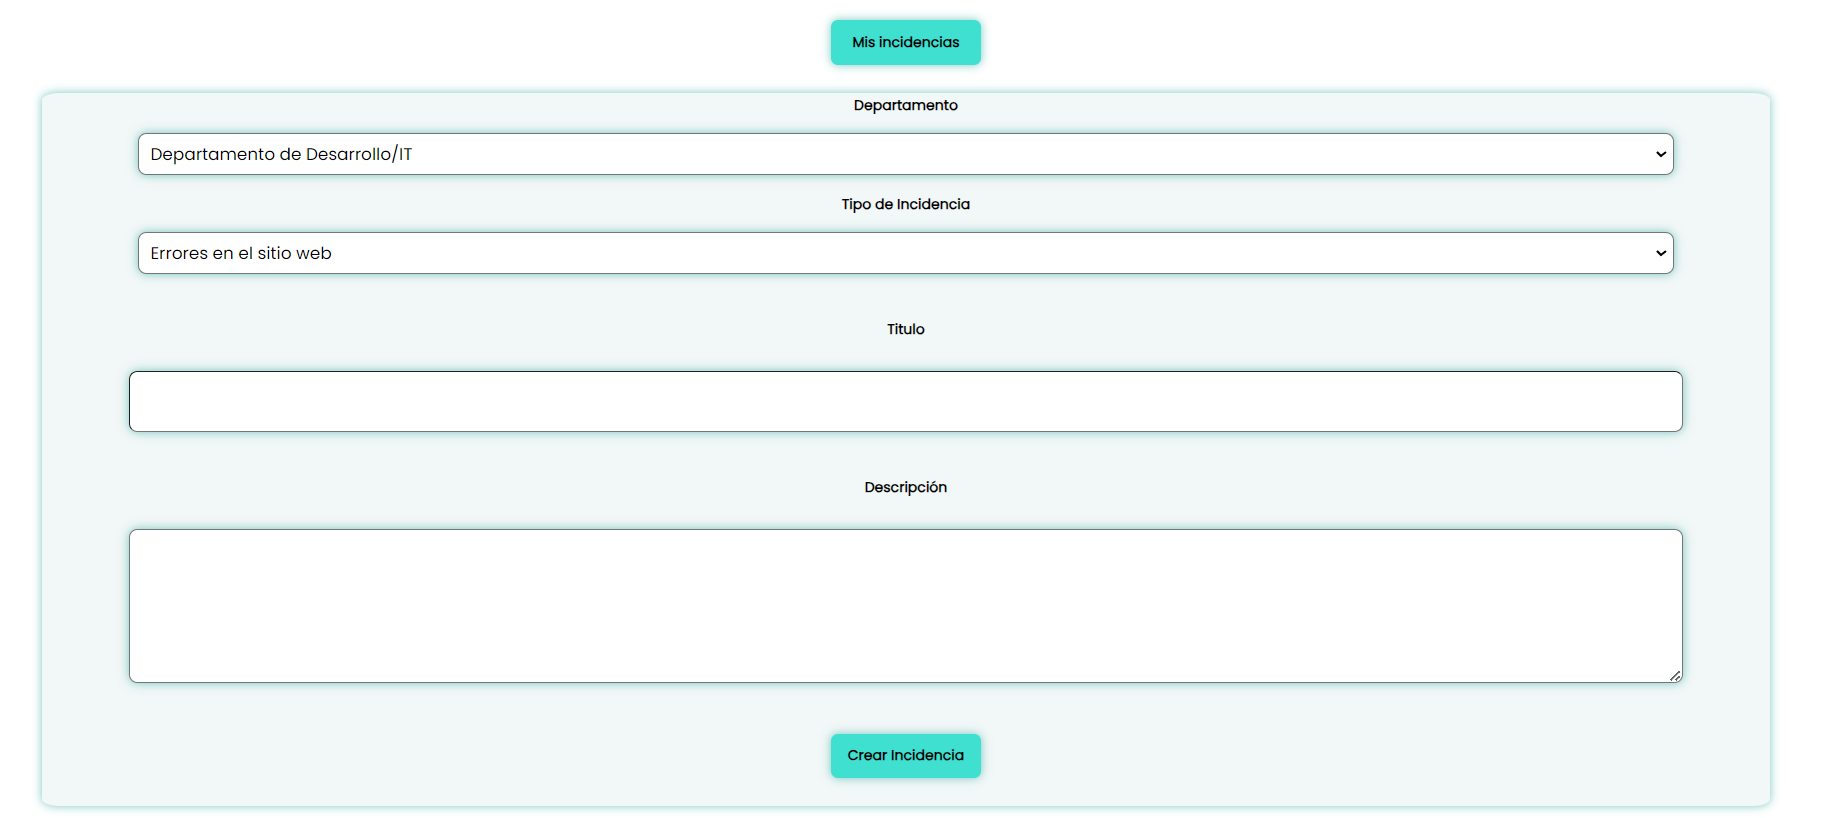 Mis incidencias
Departamento
Departamento de Desarrollo/IT
Tipo de Incidencia
Errores en el sitio web
Titulo
Descripción
Crear Incidencia